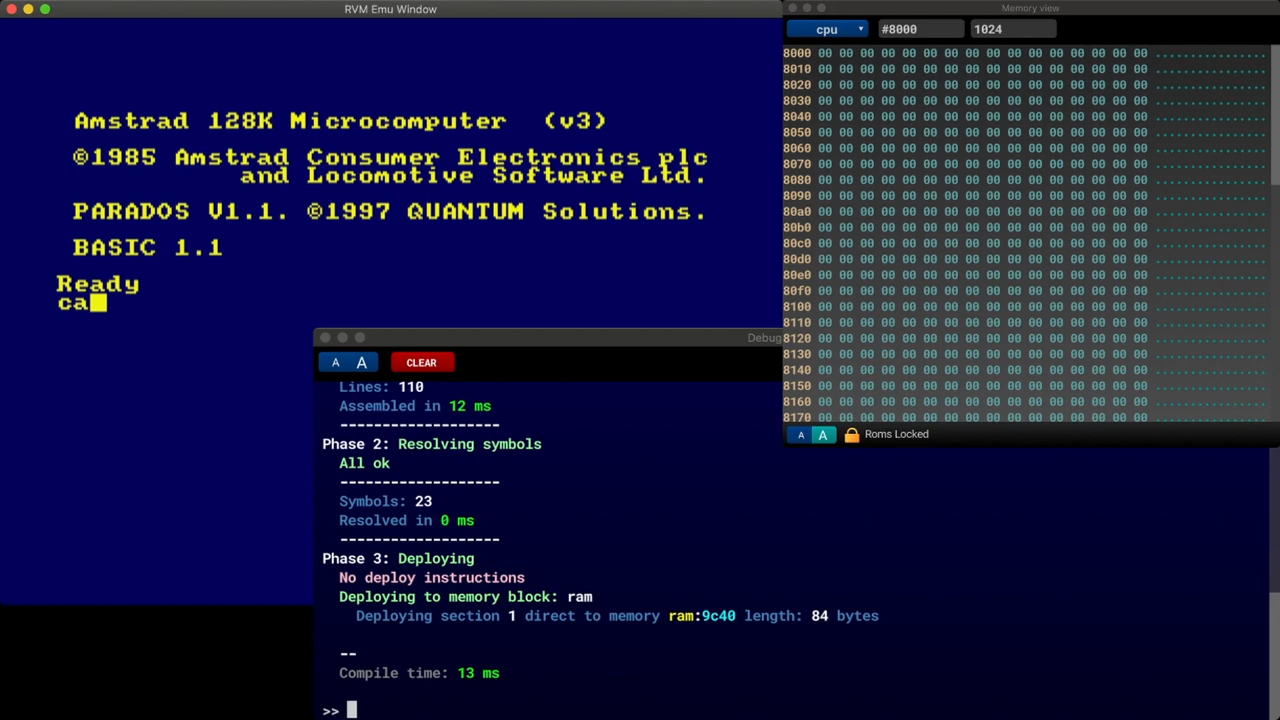 RVM Emu Window
Amstrad 128K Microcomputer (v3)
©1985 Amstrad Consumer Electronics plc
and Locomotive Software Ltd.
PARADOS V1.1. ©1997 QUANTUM Solutions.
BASIC 1.1
Ready
ca
Memory view
cpu #8000 1024
8000 00 00 00 00 00 00 00 00 00 00 00 00 00 00 00 00 ................
8010 00 00 00 00 00 00 00 00 00 00 00 00 00 00 00 00 ................
8020 00 00 00 00 00 00 00 00 00 00 00 00 00 00 00 00 ................
8030 00 00 00 00 00 00 00 00 00 00 00 00 00 00 00 00 ................
8040 00 00 00 00 00 00 00 00 00 00 00 00 00 00 00 00 ................
8050 00 00 00 00 00 00 00 00 00 00 00 00 00 00 00 00 ................
8060 00 00 00 00 00 00 00 00 00 00 00 00 00 00 00 00 ................
8070 00 00 00 00 00 00 00 00 00 00 00 00 00 00 00 00 ................
8080 00 00 00 00 00 00 00 00 00 00 00 00 00 00 00 00 ................
8090 00 00 00 00 00 00 00 00 00 00 00 00 00 00 00 00 ................
80a0 00 00 00 00 00 00 00 00 00 00 00 00 00 00 00 00 ................
80b0 00 00 00 00 00 00 00 00 00 00 00 00 00 00 00 00 ................
80c0 00 00 00 00 00 00 00 00 00 00 00 00 00 00 00 00 ................
80d0 00 00 00 00 00 00 00 00 00 00 00 00 00 00 00 00 ................
80e0 00 00 00 00 00 00 00 00 00 00 00 00 00 00 00 00 ................
80f0 00 00 00 00 00 00 00 00 00 00 00 00 00 00 00 00 ................
8100 00 00 00 00 00 00 00 00 00 00 00 00 00 00 00 00 ................
8110 00 00 00 00 00 00 00 00 00 00 00 00 00 00 00 00 ................
8120 00 00 00 00 00 00 00 00 00 00 00 00 00 00 00 00 ................
8130 00 00 00 00 00 00 00 00 00 00 00 00 00 00 00 00 ................
8140 00 00 00 00 00 00 00 00 00 00 00 00 00 00 00 00 ................
8150 00 00 00 00 00 00 00 00 00 00 00 00 00 00 00 00 ................
8160 00 00 00 00 00 00 00 00 00 00 00 00 00 00 00 00 ................
8170 00 00 00 00 00 00 00 00 00 00 00 00 00 00 00 00 ................
A A Roms Locked
Debug
A A CLEAR
Lines: 110
Assembled in 12 ms
-------------------
Phase 2: Resolving symbols
All ok
-------------------
Symbols: 23
Resolved in 0 ms
-------------------
Phase 3: Deploying
No deploy instructions
Deploying to memory block: ram
Deploying section 1 direct to memory ram:9c40 length: 84 bytes
--
Compile time: 13 ms
>>